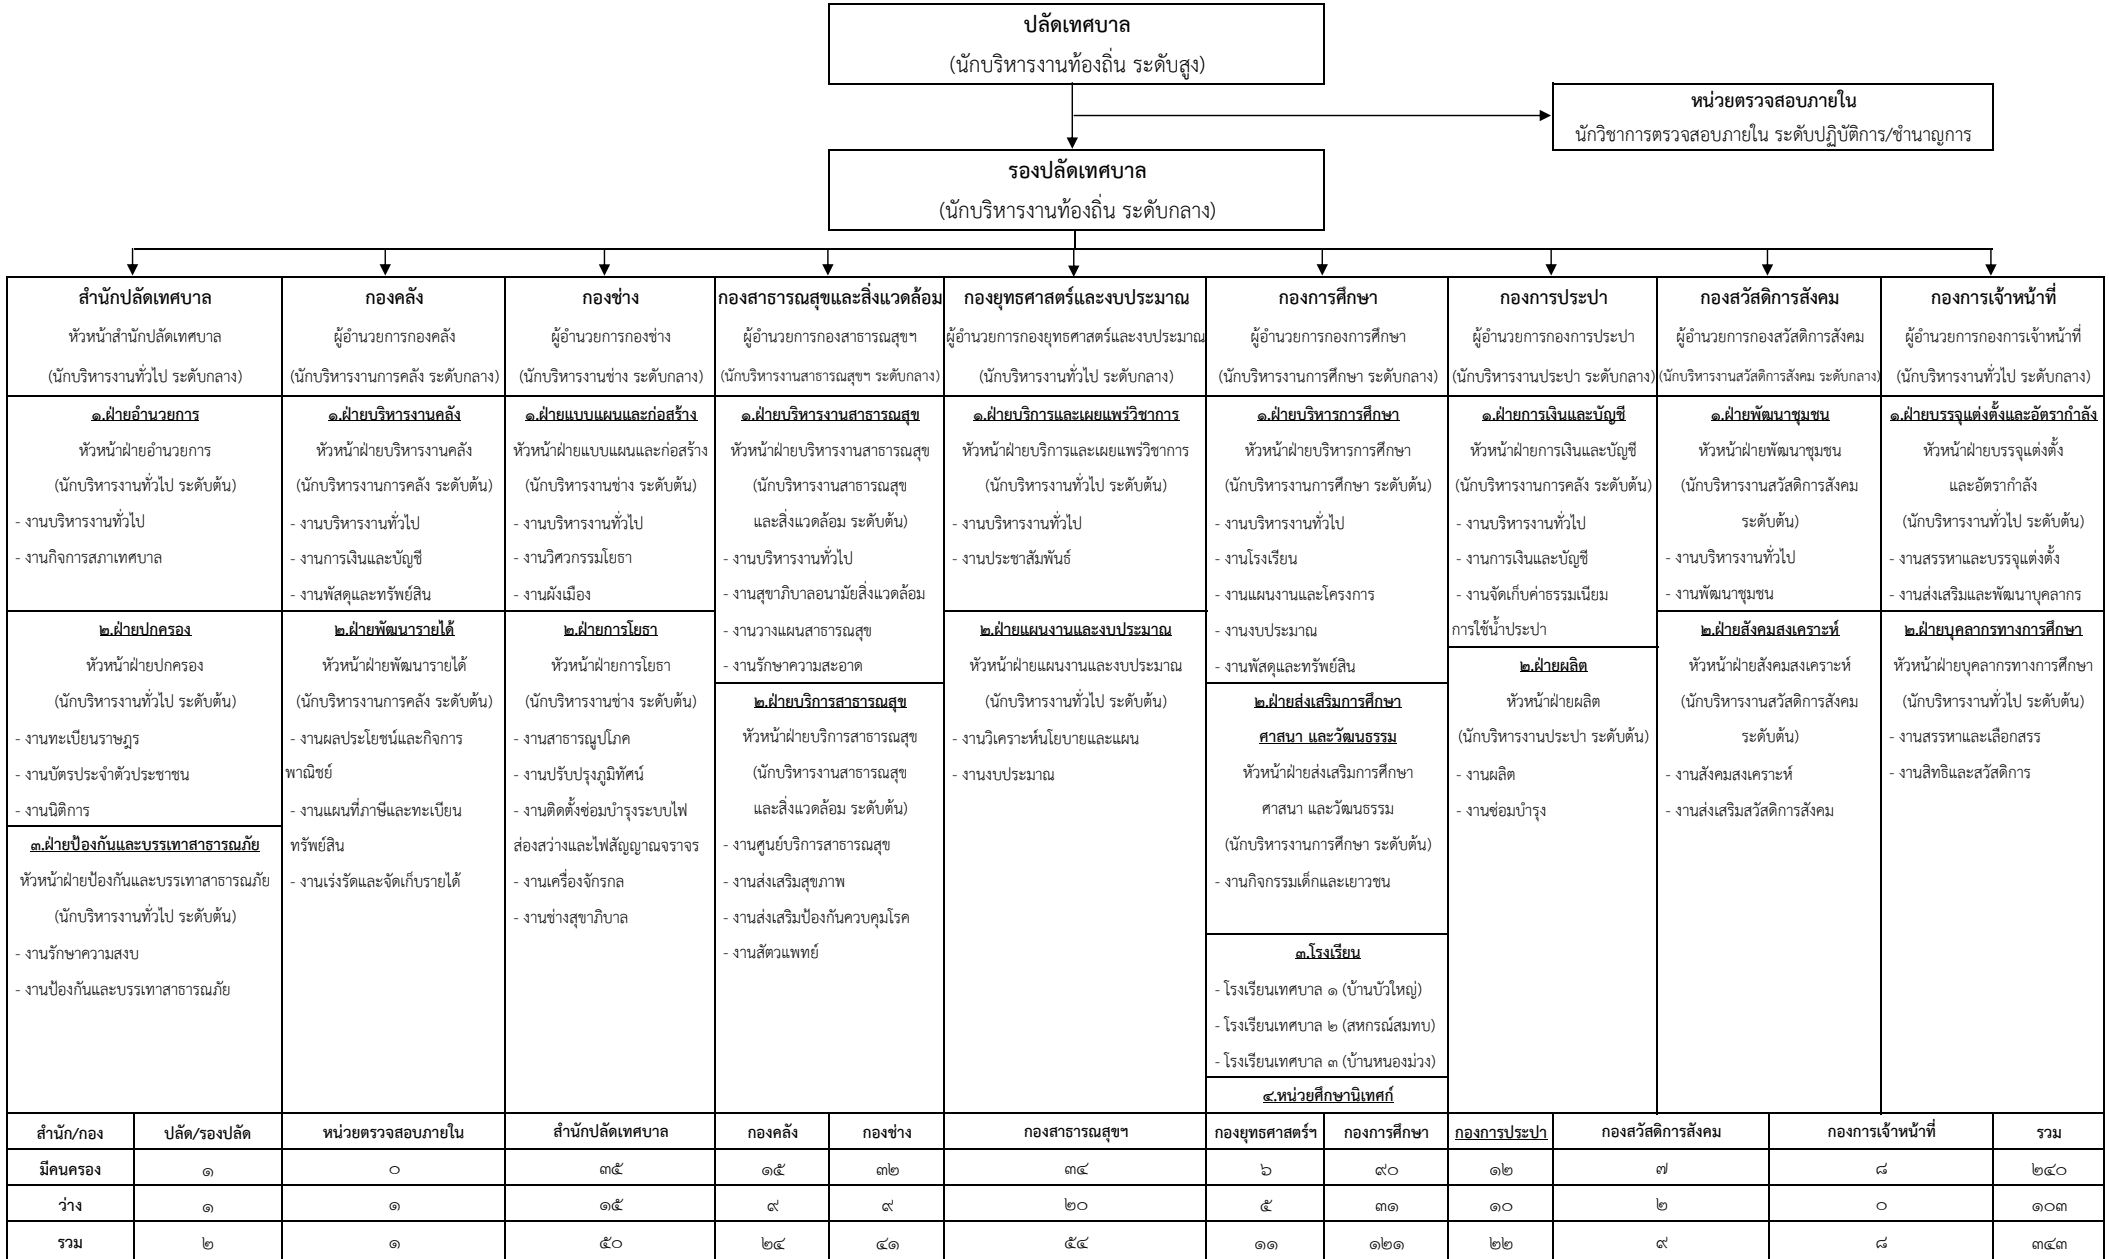 ปลัดเทศบาล
(นักบริหารงานท้องถิ่น ระดับสูง)
หน่วยตรวจสอบภายใน
นักวิชาการตรวจสอบภายใน ระดับปฏิบัติการ/ชำนาญการ
รองปลัดเทศบาล
(นักบริหารงานท้องถิ่น ระดับกลาง)
สำนักปลัดเทศบาล
หัวหน้าสำนักปลัดเทศบาล
(นักบริหารงานทั่วไป ระดับกลาง)
๑.ฝ่ายอำนวยการ
หัวหน้าฝ่ายอำนวยการ
(นักบริหารงานทั่วไป ระดับต้น)
- งานบริหารงานทั่วไป
- งานกิจการสภาเทศบาล
๒.ฝ่ายปกครอง
หัวหน้าฝ่ายปกครอง
(นักบริหารงานทั่วไป ระดับต้น)
- งานทะเบียนราษฎร
- งานบัตรประจำตัวประชาชน
- งานนิติการ
๓.ฝ่ายป้องกันและบรรเทาสาธารณภัย
หัวหน้าฝ่ายป้องกันและบรรเทาสาธารณภัย
(นักบริหารงานทั่วไป ระดับต้น)
- งานรักษาความสงบ
- งานป้องกันและบรรเทาสาธารณภัย
กองคลัง
ผู้อำนวยการกองคลัง
(นักบริหารงานการคลัง ระดับกลาง)
๑.ฝ่ายบริหารงานคลัง
หัวหน้าฝ่ายบริหารงานคลัง
(นักบริหารงานการคลัง ระดับต้น)
- งานบริหารงานทั่วไป
- งานการเงินและบัญชี
- งานพัสดุและทรัพย์สิน
๒.ฝ่ายพัฒนารายได้
หัวหน้าฝ่ายพัฒนารายได้
(นักบริหารงานการคลัง ระดับต้น)
- งานผลประโยชน์และกิจการ
พาณิชย์
- งานแผนที่ภาษีและทะเบียน
ทรัพย์สิน
- งานเร่งรัดและจัดเก็บรายได้
กองช่าง
ผู้อำนวยการกองช่าง
(นักบริหารงานช่าง ระดับกลาง)
๑.ฝ่ายแบบแผนและก่อสร้าง
หัวหน้าฝ่ายแบบแผนและก่อสร้าง
(นักบริหารงานช่าง ระดับต้น)
- งานบริหารงานทั่วไป
- งานวิศวกรรมโยธา
- งานผังเมือง
๒.ฝ่ายการโยธา
หัวหน้าฝ่ายการโยธา
(นักบริหารงานช่าง ระดับต้น)
- งานสาธารณูปโภค
- งานปรับปรุงภูมิทัศน์
- งานติดตั้งซ่อมบำรุงระบบไฟ
ส่องสว่างและไฟสัญญาณจราจร
- งานเครื่องจักรกล
- งานช่างสุขาภิบาล
กองสาธารณสุขและสิ่งแวดล้อม
ผู้อำนวยการกองสาธารณสุขฯ
(นักบริหารงานสาธารณสุขฯ ระดับกลาง)
๑.ฝ่ายบริหารงานสาธารณสุข
หัวหน้าฝ่ายบริหารงานสาธารณสุข
(นักบริหารงานสาธารณสุข
และสิ่งแวดล้อม ระดับต้น)
- งานบริหารงานทั่วไป
- งานสุขาภิบาลอนามัยสิ่งแวดล้อม
- งานวางแผนสาธารณสุข
- งานรักษาความสะอาด
๒.ฝ่ายบริการสาธารณสุข
หัวหน้าฝ่ายบริการสาธารณสุข
(นักบริหารงานสาธารณสุข
และสิ่งแวดล้อม ระดับต้น)
- งานศูนย์บริการสาธารณสุข
- งานส่งเสริมสุขภาพ
- งานส่งเสริมป้องกันควบคุมโรค
- งานสัตวแพทย์
กองยุทธศาสตร์และงบประมาณ
ผู้อำนวยการกองยุทธศาสตร์และงบประมาณ
(นักบริหารงานทั่วไป ระดับกลาง)
๑.ฝ่ายบริการและเผยแพร่วิชาการ
หัวหน้าฝ่ายบริการและเผยแพร่วิชาการ
(นักบริหารงานทั่วไป ระดับต้น)
- งานบริหารงานทั่วไป
- งานประชาสัมพันธ์
๒.ฝ่ายแผนงานและงบประมาณ
หัวหน้าฝ่ายแผนงานและงบประมาณ
(นักบริหารงานทั่วไป ระดับต้น)
- งานวิเคราะห์นโยบายและแผน
- งานงบประมาณ
กองการศึกษา
ผู้อำนวยการกองการศึกษา
(นักบริหารงานการศึกษา ระดับกลาง)
๑.ฝ่ายบริหารการศึกษา
หัวหน้าฝ่ายบริหารการศึกษา
(นักบริหารงานการศึกษา ระดับต้น)
- งานบริหารงานทั่วไป
- งานโรงเรียน
- งานแผนงานและโครงการ
- งานงบประมาณ
- งานพัสดุและทรัพย์สิน
๒.ฝ่ายส่งเสริมการศึกษา
ศาสนา และวัฒนธรรม
หัวหน้าฝ่ายส่งเสริมการศึกษา
ศาสนา และวัฒนธรรม
(นักบริหารงานการศึกษา ระดับต้น)
- งานกิจกรรมเด็กและเยาวชน
๓.โรงเรียน
- โรงเรียนเทศบาล ๑ (บ้านบัวใหญ่)
- โรงเรียนเทศบาล ๒ (สหกรณ์สมทบ)
- โรงเรียนเทศบาล ๓ (บ้านหนองม่วง)
๔.หน่วยศึกษานิเทศก์
กองการประปา
ผู้อำนวยการกองการประปา
(นักบริหารงานประปา ระดับกลาง)
๑.ฝ่ายการเงินและบัญชี
หัวหน้าฝ่ายการเงินและบัญชี
(นักบริหารงานการคลัง ระดับต้น)
- งานบริหารงานทั่วไป
- งานการเงินและบัญชี
- งานจัดเก็บค่าธรรมเนียม
การใช้น้ำประปา
๒.ฝ่ายผลิต
หัวหน้าฝ่ายผลิต
(นักบริหารงานประปา ระดับต้น)
- งานผลิต
- งานซ่อมบำรุง
กองสวัสดิการสังคม
ผู้อำนวยการกองสวัสดิการสังคม
(นักบริหารงานสวัสดิการสังคม ระดับกลาง)
๑.ฝ่ายพัฒนาชุมชน
หัวหน้าฝ่ายพัฒนาชุมชน
(นักบริหารงานสวัสดิการสังคม
ระดับต้น)
- งานบริหารงานทั่วไป
- งานพัฒนาชุมชน
๒.ฝ่ายสังคมสงเคราะห์
หัวหน้าฝ่ายสังคมสงเคราะห์
(นักบริหารงานสวัสดิการสังคม
ระดับต้น)
- งานสังคมสงเคราะห์
- งานส่งเสริมสวัสดิการสังคม
กองการเจ้าหน้าที่
ผู้อำนวยการกองการเจ้าหน้าที่
(นักบริหารงานทั่วไป ระดับกลาง)
๑.ฝ่ายบรรจุแต่งตั้งและอัตรากำลัง
หัวหน้าฝ่ายบรรจุแต่งตั้ง
และอัตรากำลัง
(นักบริหารงานทั่วไป ระดับต้น)
- งานสรรหาและบรรจุแต่งตั้ง
- งานส่งเสริมและพัฒนาบุคลากร
๒.ฝ่ายบุคลากรทางการศึกษา
หัวหน้าฝ่ายบุคลากรทางการศึกษา
(นักบริหารงานทั่วไป ระดับต้น)
- งานสรรหาและเลือกสรร
- งานสิทธิและสวัสดิการ
สำนัก/กอง ปลัด/รองปลัด หน่วยตรวจสอบภายใน สำนักปลัดเทศบาล กองคลัง กองช่าง กองสาธารณสุขฯ กองยุทธศาสตร์ฯ กองการศึกษา กองการประปา กองสวัสดิการสังคม กองการเจ้าหน้าที่ รวม
มีคนครอง ๑ ๐ ๓๕ ๑๕ ๓๒ ๓๔ ๖ ๙๐ ๑๒ ๗ ๘ ๒๔๐
ว่าง ๑ ๑ ๑๕ ๙ ๙ ๒๐ ๕ ๓๑ ๑๐ ๒ ๐ ๑๐๓
รวม ๒ ๑ ๕๐ ๒๔ ๔๑ ๕๔ ๑๑ ๑๒๑ ๒๒ ๙ ๘ ๓๔๓